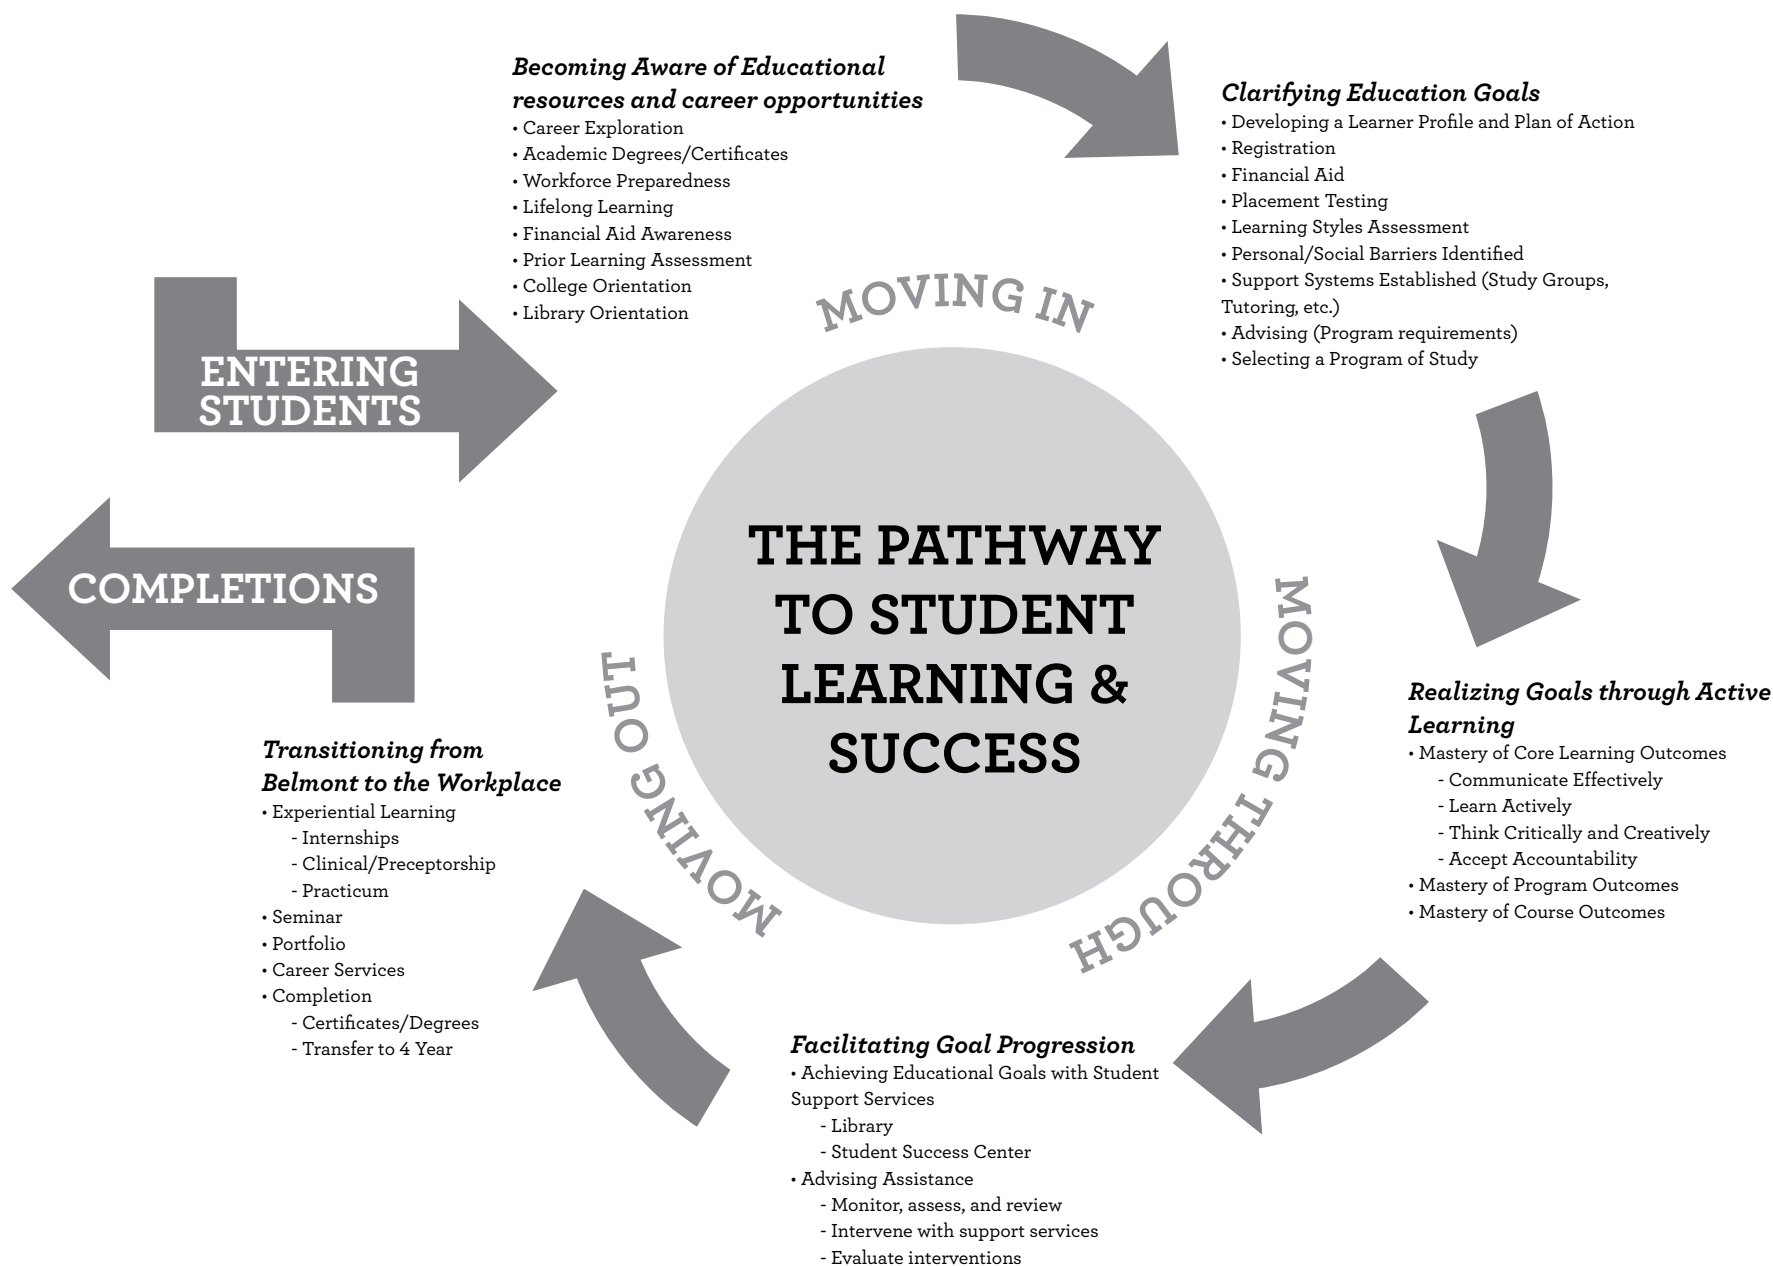 Becoming Aware of Educational
resources and career opportunities
• Career Exploration
• Academic Degrees/Certificates
• Workforce Preparedness
• Lifelong Learning
• Financial Aid Awareness
• Prior Learning Assessment
• College Orientation
• Library Orientation
Clarifying Education Goals
• Developing a Learner Profile and Plan of Action
• Registration
• Financial Aid
• Placement Testing
• Learning Styles Assessment
• Personal/Social Barriers Identified
• Support Systems Established (Study Groups,
Tutoring, etc.)
• Advising (Program requirements)
• Selecting a Program of Study
MOVING IN
ENTERING
STUDENTS
COMPLETIONS
THE PATHWAY
TO STUDENT
LEARNING &
SUCCESS
MOVING THROUGH
MOVING OUT
Realizing Goals through Active
Learning
• Mastery of Core Learning Outcomes
- Communicate Effectively
- Learn Actively
- Think Critically and Creatively
- Accept Accountability
• Mastery of Program Outcomes
• Mastery of Course Outcomes
Facilitating Goal Progression
• Achieving Educational Goals with Student
Support Services
- Library
- Student Success Center
• Advising Assistance
- Monitor, assess, and review
- Intervene with support services
- Evaluate interventions
Transitioning from
Belmont to the Workplace
• Experiential Learning
- Internships
- Clinical/Preceptorship
- Practicum
• Seminar
• Portfolio
• Career Services
• Completion
- Certificates/Degrees
- Transfer to 4 Year